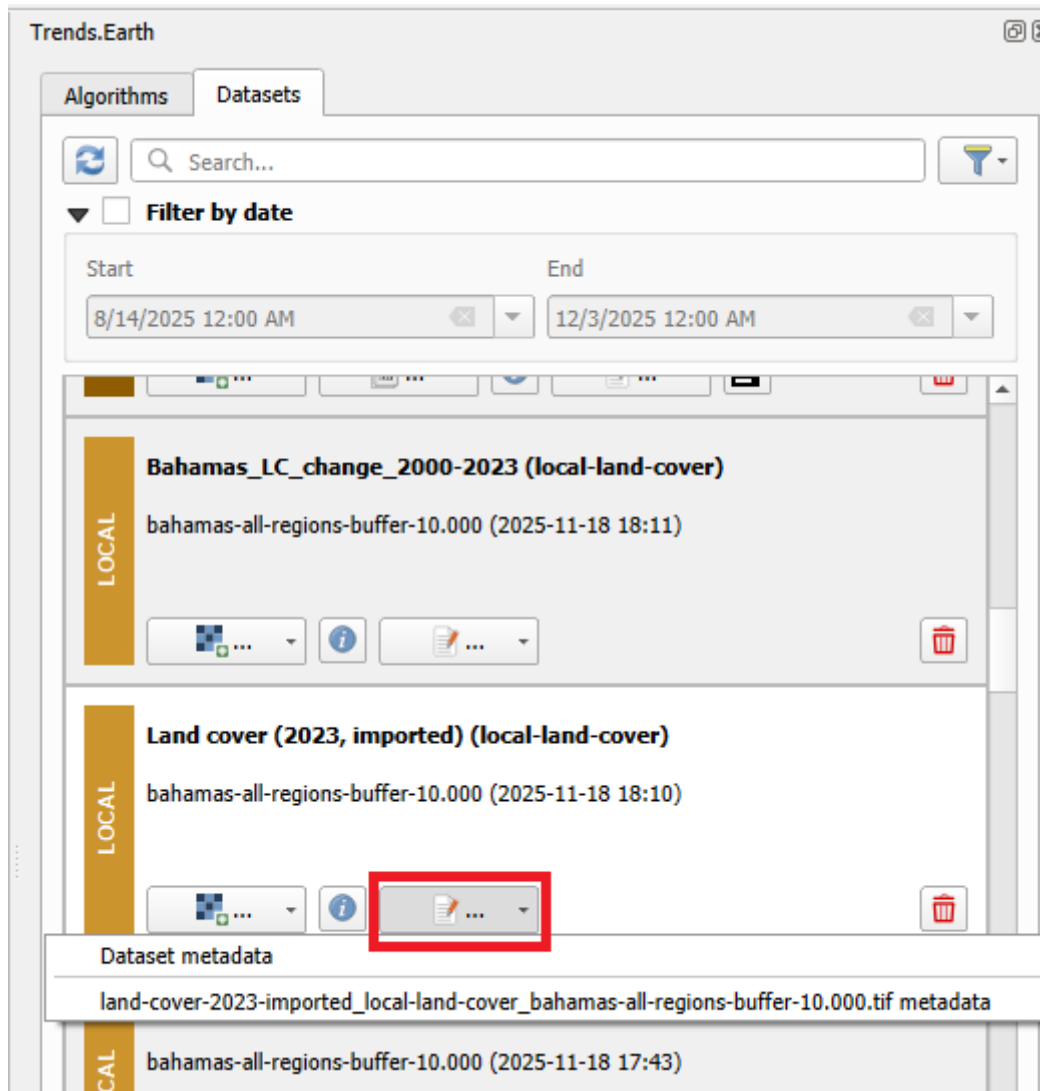 Trends.Earth
Algorithms
Datasets
Search...
Filter by date
Start
End
8/14/2025 12:00 AM
12/3/2025 12:00 AM
... ... ...
Bahamas_LC_change_2000-2023 (local-land-cover)
LOCAL
bahamas-all-regions-buffer-10.000 (2025-11-18 18:11)
... ...
Land cover (2023, imported) (local-land-cover)
LOCAL
bahamas-all-regions-buffer-10.000 (2025-11-18 18:10)
... ...
Dataset metadata
land-cover-2023-imported_local-land-cover_bahamas-all-regions-buffer-10.000.tif metadata
bahamas-all-regions-buffer-10.000 (2025-11-18 17:43)